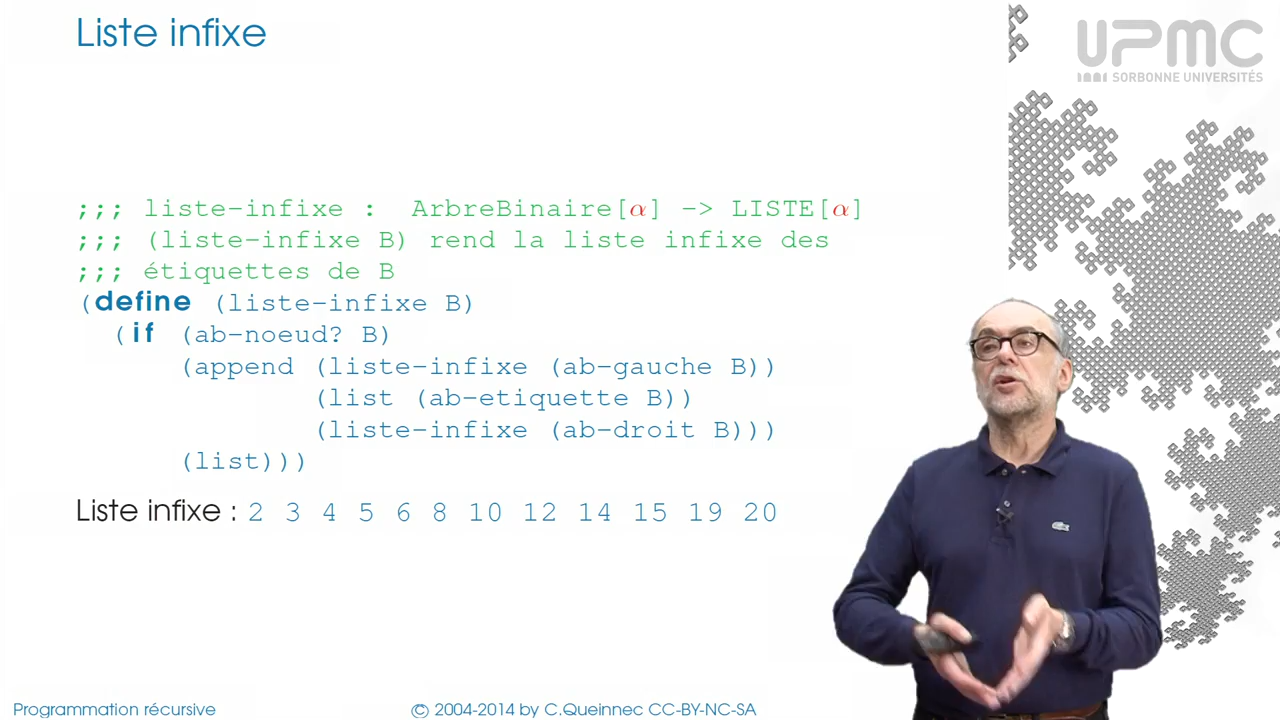 Liste infixe
UPMC
SORBONNE UNIVERSITÉS
;;; liste-infixe :  ArbreBinaire[α] -> LISTE[α]
;;; (liste-infixe B) rend la liste infixe des
;;; étiquettes de B
(define (liste-infixe B)
  (if (ab-noeud? B)
      (append (liste-infixe (ab-gauche B))
              (list (ab-etiquette B))
              (liste-infixe (ab-droit B)))
      (list)))
Liste infixe : 2 3 4 5 6 8 10 12 14 15 19 20
Programmation récursive
© 2004-2014 by C.Queinnec CC-BY-NC-SA